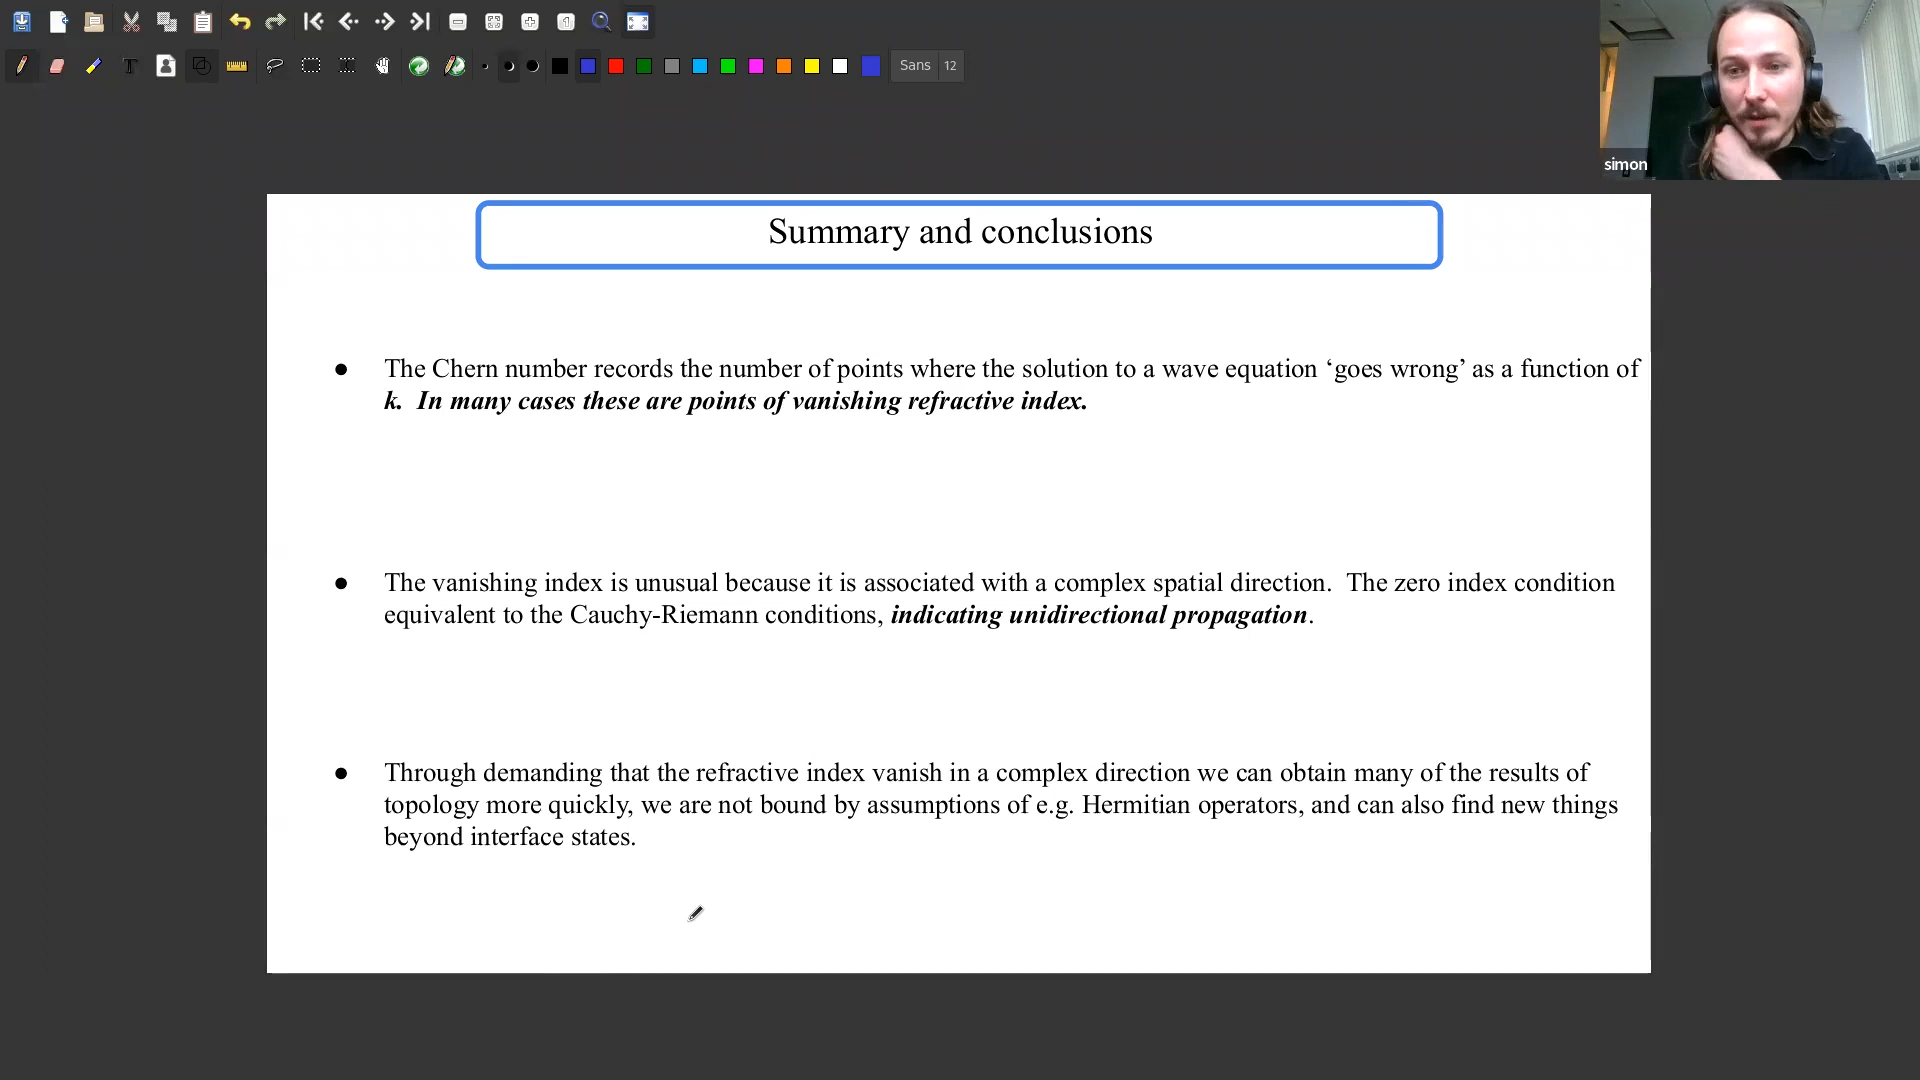 Sans 12
simon
Summary and conclusions
● The Chern number records the number of points where the solution to a wave equation ‘goes wrong’ as a function of
k. In many cases these are points of vanishing refractive index.
● The vanishing index is unusual because it is associated with a complex spatial direction. The zero index condition
equivalent to the Cauchy-Riemann conditions, indicating unidirectional propagation.
● Through demanding that the refractive index vanish in a complex direction we can obtain many of the results of
topology more quickly, we are not bound by assumptions of e.g. Hermitian operators, and can also find new things
beyond interface states.